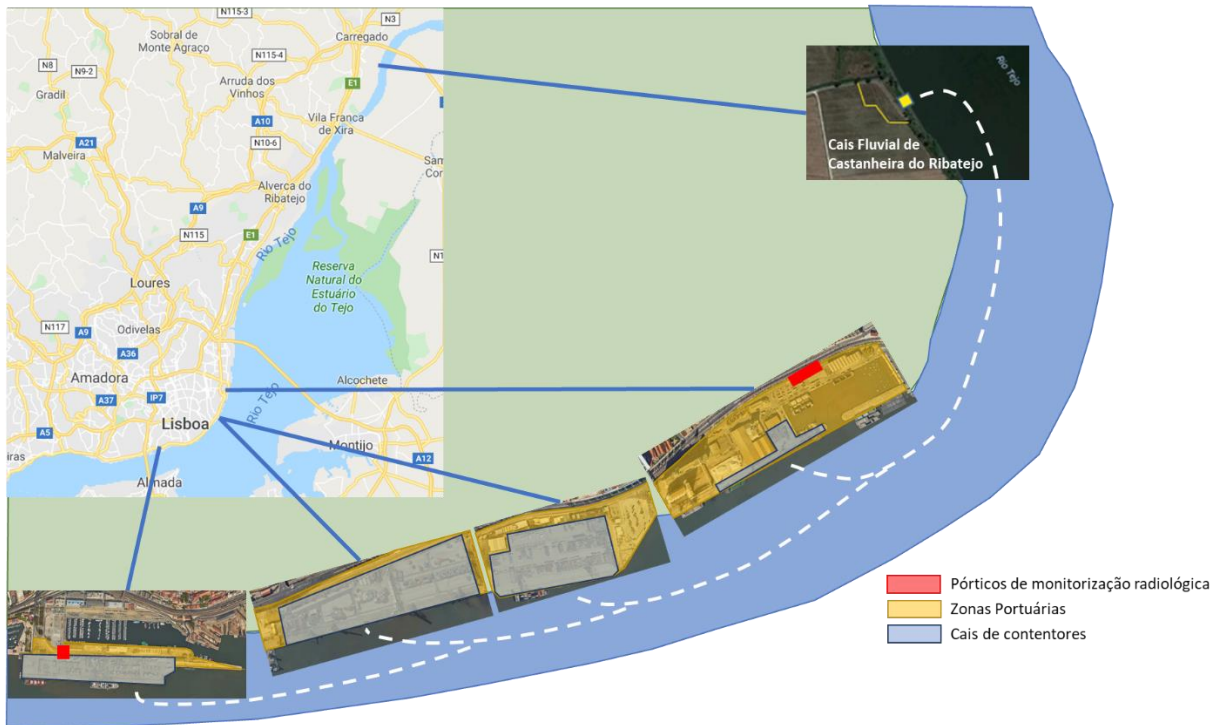 N115-3
N3
Sobral de
Monte Agraço
Carregado
N115-4
N8
N9-2
Arruda dos
Vinhos
E1
Gradil
A10
Vila Franca
de Xira
A21
N10-6
Malveira
Alverca do
Ribatejo
A9
N115
E1
Rio Tejo
Loures
Reserva
Natural do
Estuário
do Tejo
N117
Odivelas
A9
A36
Amadora
Alcochete
A37
IP7
Rio Tejo
Lisboa
A5
Montijo
A12
Almada
Rio Tejo
Cais Fluvial de
Castanheira do Ribatejo
Pórticos de monitorização radiológica
Zonas Portuárias
Cais de contentores